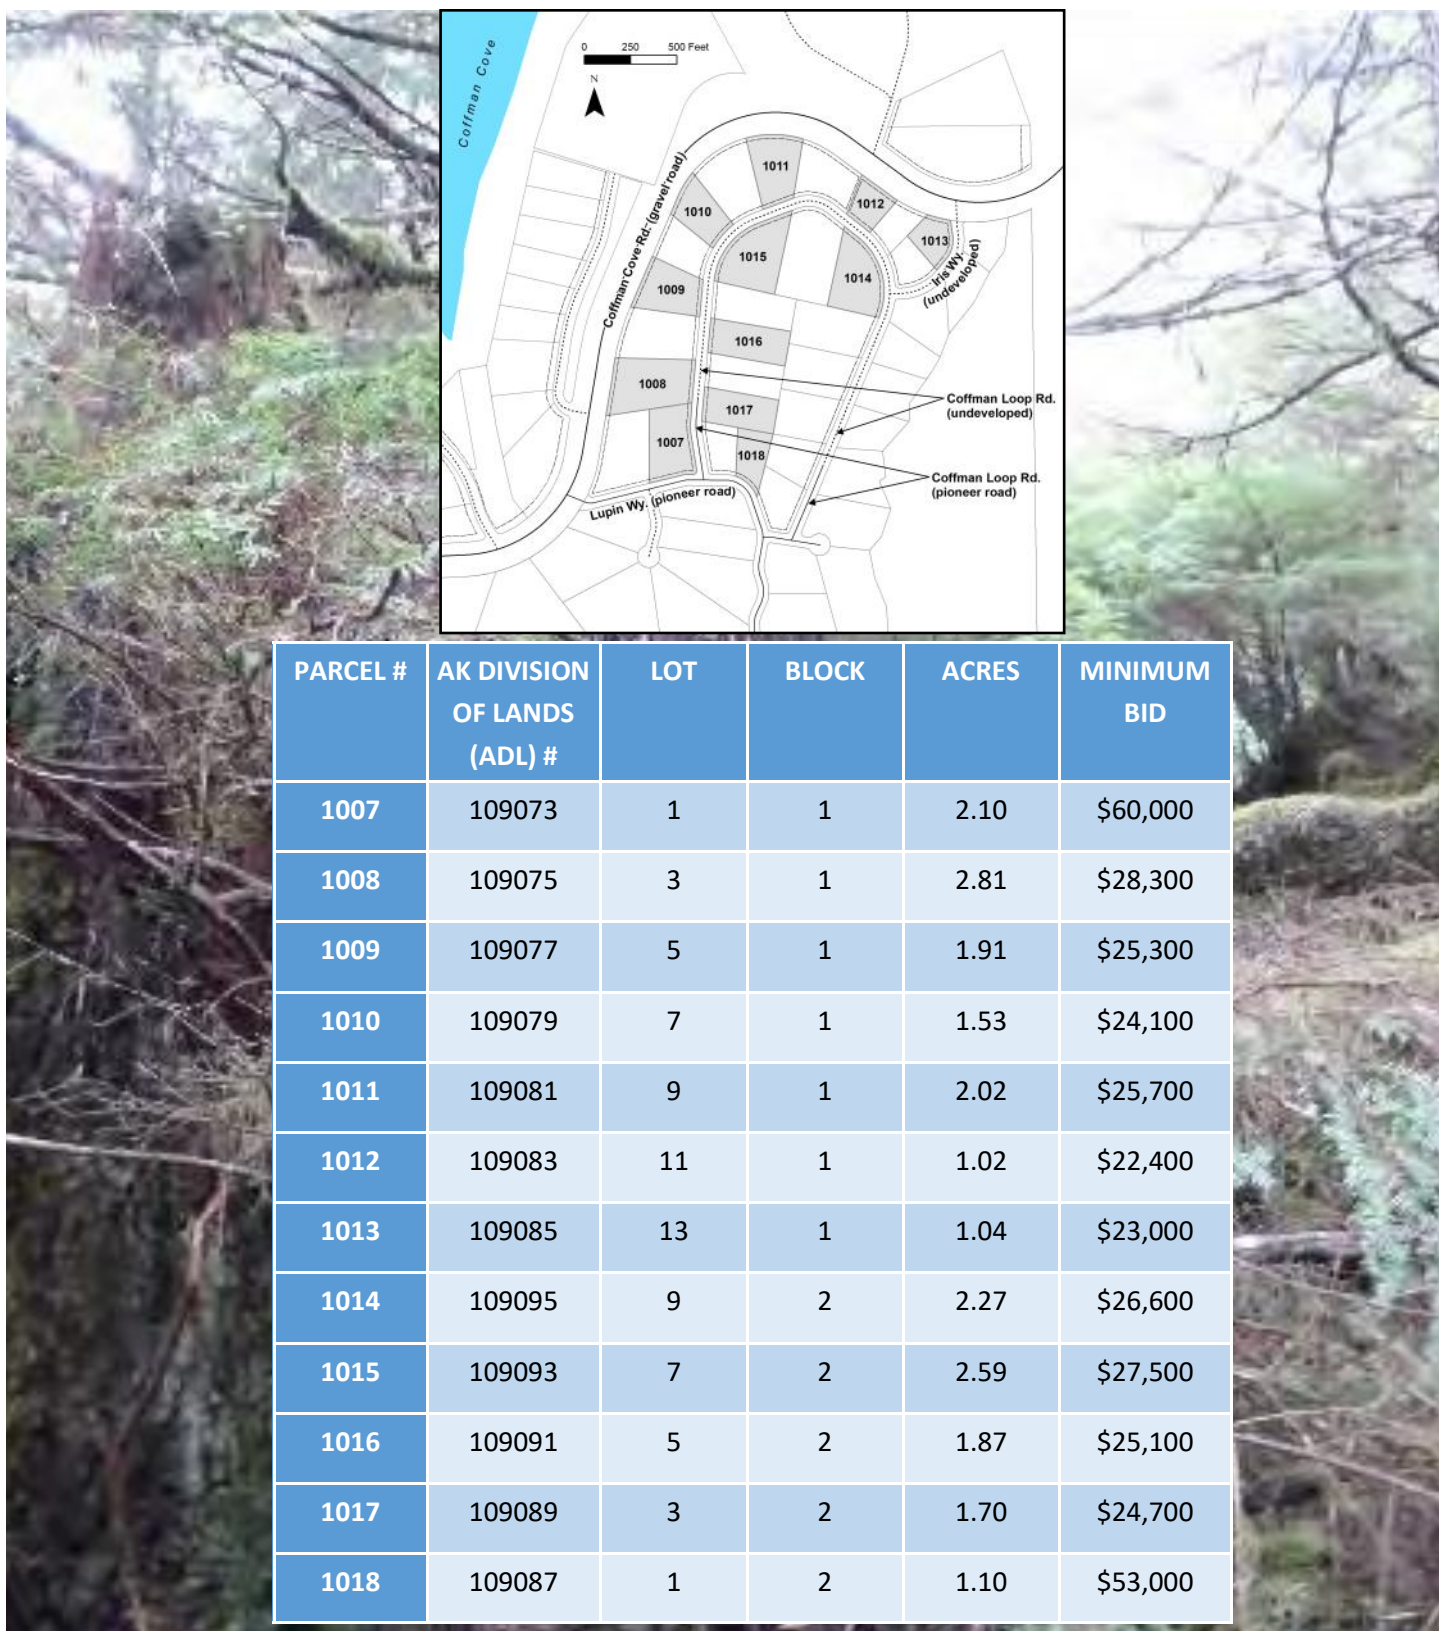 Coffman Cove
0 250 500 Feet
N
Coffman Cove Rd. (gravel road)
1011
1012
1010
1013
Iris Wy.
(undeveloped)
1015
1014
1009
1016
1008
Coffman Loop Rd.
(undeveloped)
1017
1007
1018
Coffman Loop Rd.
(pioneer road)
Lupin Wy. (pioneer road)
PARCEL # AK DIVISION LOT BLOCK ACRES MINIMUM
OF LANDS BID
(ADL) #
1007 109073 1 1 2.10 $60,000
1008 109075 3 1 2.81 $28,300
1009 109077 5 1 1.91 $25,300
1010 109079 7 1 1.53 $24,100
1011 109081 9 1 2.02 $25,700
1012 109083 11 1 1.02 $22,400
1013 109085 13 1 1.04 $23,000
1014 109095 9 2 2.27 $26,600
1015 109093 7 2 2.59 $27,500
1016 109091 5 2 1.87 $25,100
1017 109089 3 2 1.70 $24,700
1018 109087 1 2 1.10 $53,000